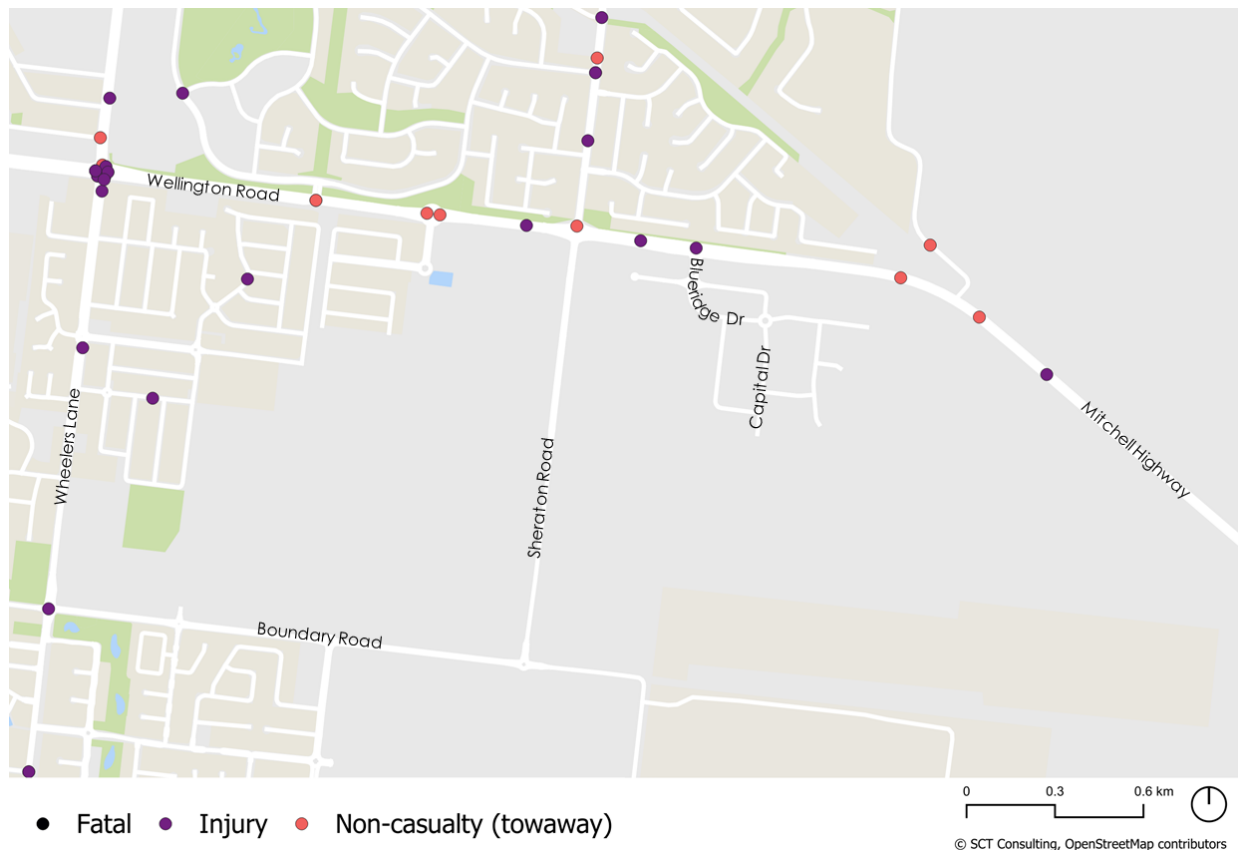 Wellington Road
Blueridge Dr
Capital Dr
Wheelers Lane
Mitchell Highway
Sheraton Road
Boundary Road
0 0.3 0.6 km
Fatal Injury Non-casualty (towaway)
© SCT Consulting, OpenStreetMap contributors